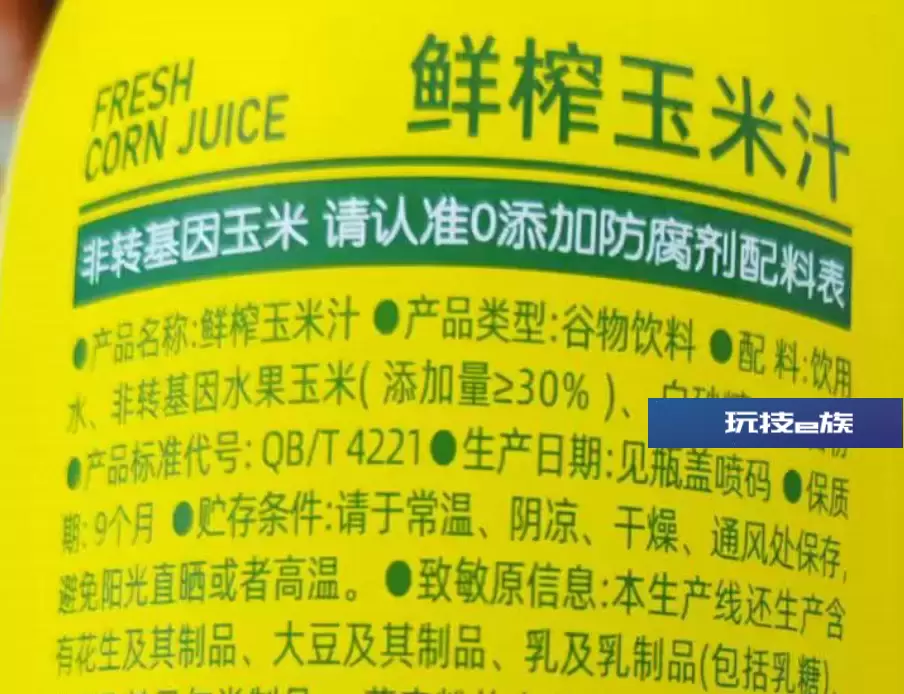 FRESH
CORN JUICE
鲜榨玉米汁
非转基因玉米 请认准0添加防腐剂配料表
●产品名称:鲜榨玉米汁 ●产品类型:谷物饮料 ●配 料:饮用
水、非转基因水果玉米( 添加量≥30% )、
玩技e族
●产品标准代号: QB/T 4221●生产日期:见瓶盖喷码 ●保质
期: 9个月 ●贮存条件:请于常温、阴凉、干燥、通风处保存,
避免阳光直晒或者高温。 ●致敏原信息:本生产线还生产含
有花生及其制品、大豆及其制品、乳及乳制品(包括乳糖)、